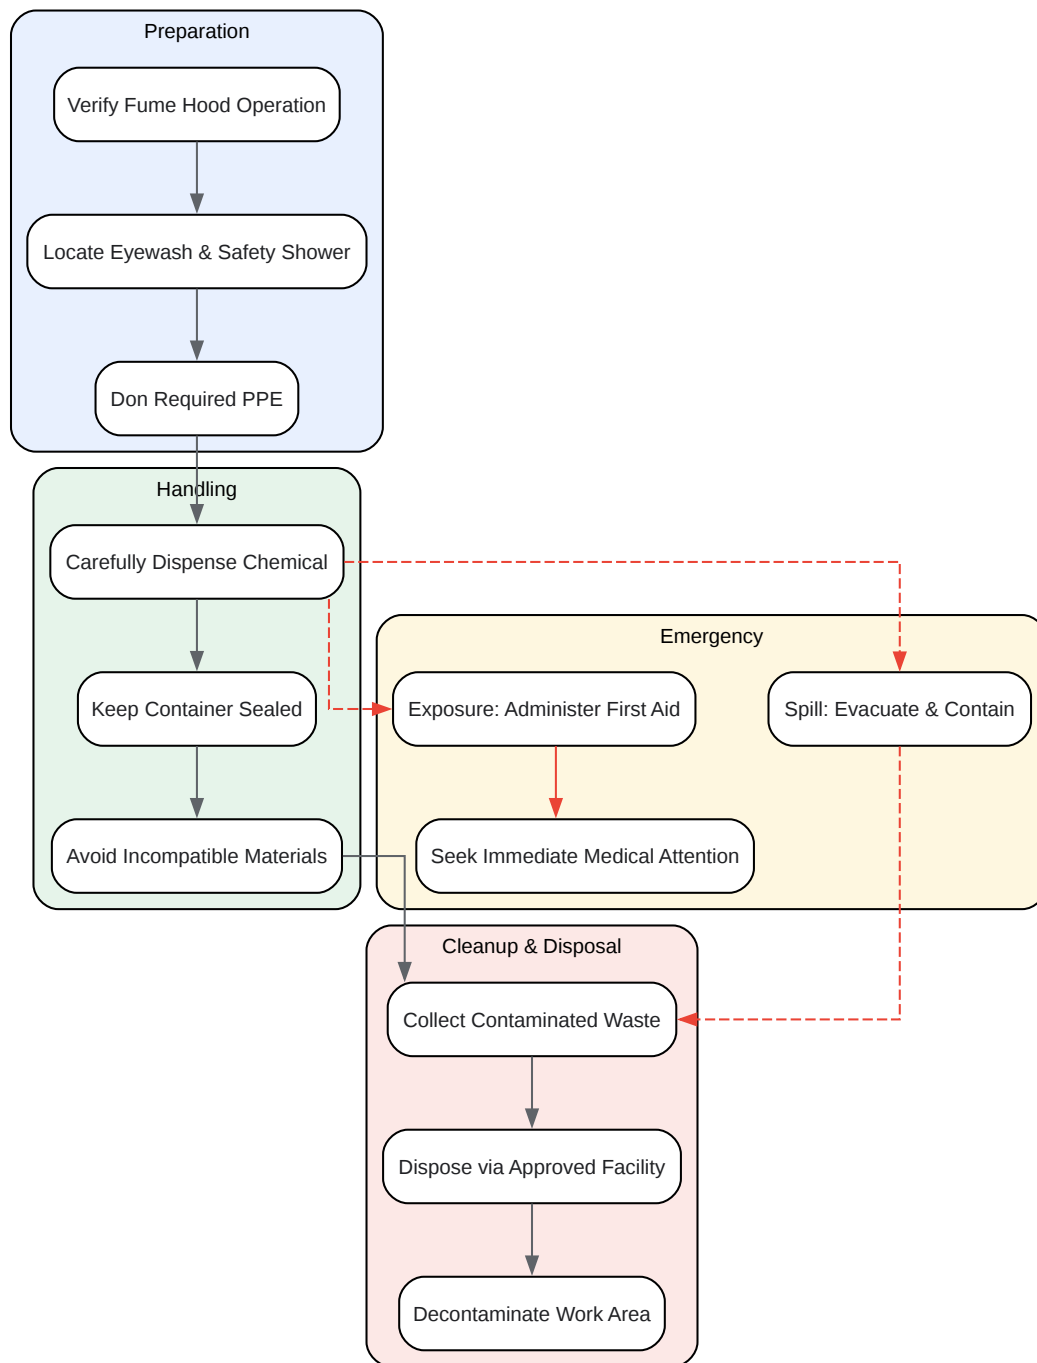 Preparation
Verify Fume Hood Operation
Locate Eyewash & Safety Shower
Don Required PPE
Handling
Carefully Dispense Chemical
Keep Container Sealed
Avoid Incompatible Materials
Emergency
Exposure: Administer First Aid
Spill: Evacuate & Contain
Seek Immediate Medical Attention
Cleanup & Disposal
Collect Contaminated Waste
Dispose via Approved Facility
Decontaminate Work Area